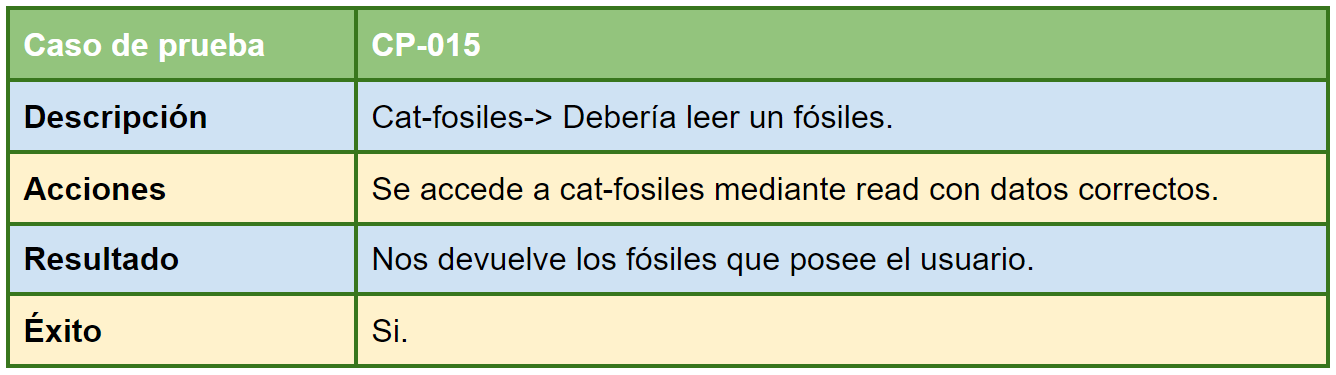 Caso de prueba CP-015
Descripción Cat-fosiles-> Debería leer un fósiles.
Acciones Se accede a cat-fosiles mediante read con datos correctos.
Resultado Nos devuelve los fósiles que posee el usuario.
Éxito Si.